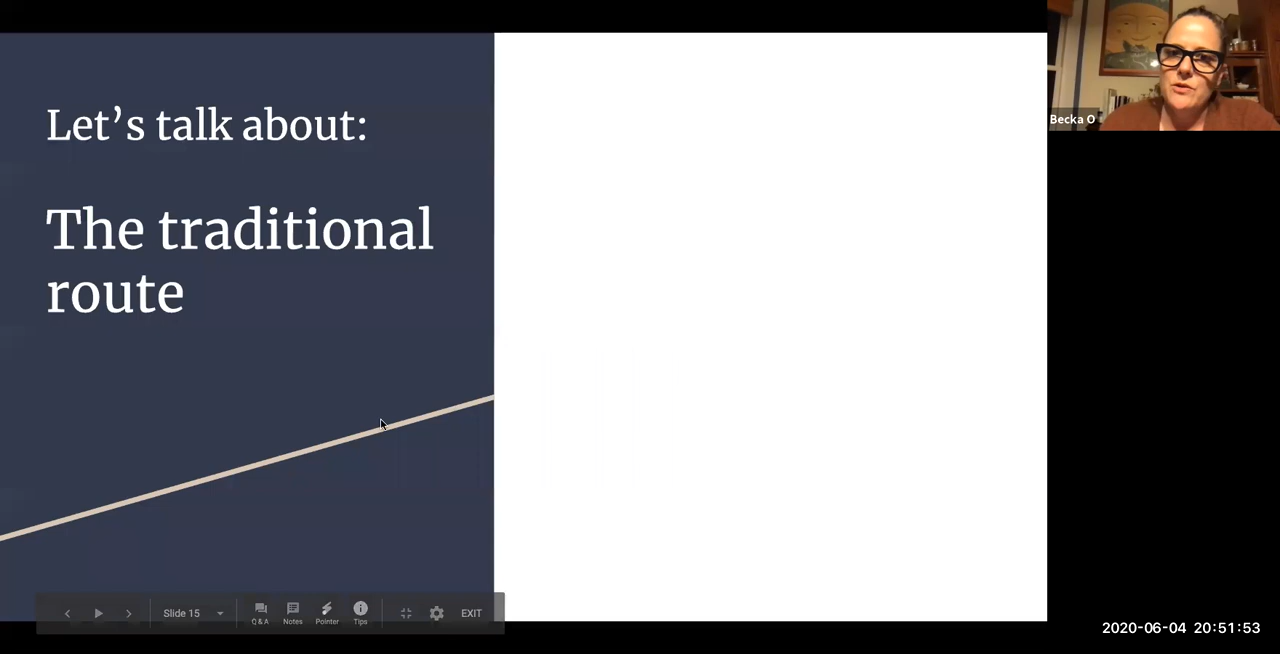 Let’s talk about:
The traditional
route
Becka O
Slide 15
Q & A
Notes
Pointer
Tips
EXIT
2020-06-04 20:51:53